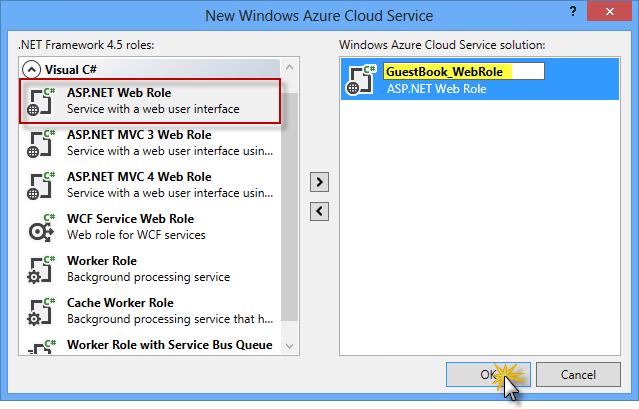 New Windows Azure Cloud Service
?
.NET Framework 4.5 roles:
Visual C#
C#
ASP.NET Web Role
Service with a web user interface
C#
ASP.NET MVC 3 Web Role
Service with a web user interface usin...
C#
ASP.NET MVC 4 Web Role
Service with a web user interface usin...
C#
WCF Service Web Role
Web role for WCF services
C#
Worker Role
Background processing service
C#
Cache Worker Role
Background processing service that h...
C#
Worker Role with Service Bus Queue
Windows Azure Cloud Service solution:
C#
GuestBook_WebRole
ASP.NET Web Role
OK
Cancel